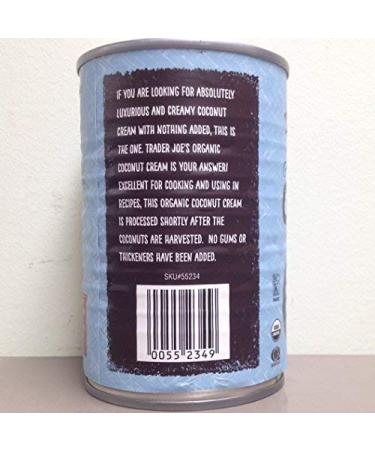 IF YOU ARE LOOKING FOR ABSOLUTELY
LUXURIOUS AND CREAMY COCONUT
CREAM WITH NOTHING ADDED, THIS IS
THE ONE. TRADER JOE'S ORGANIC
COCONUT CREAM IS YOUR ANSWER!
EXCELLENT FOR COOKING AND USING IN
RECIPES, THIS ORGANIC COCONUT CREAM
IS PROCESSED SHORTLY AFTER THE
COCONUTS ARE HARVESTED. NO GUMS OR
THICKENERS HAVE BEEN ADDED.
SKU#55234
0055 2349